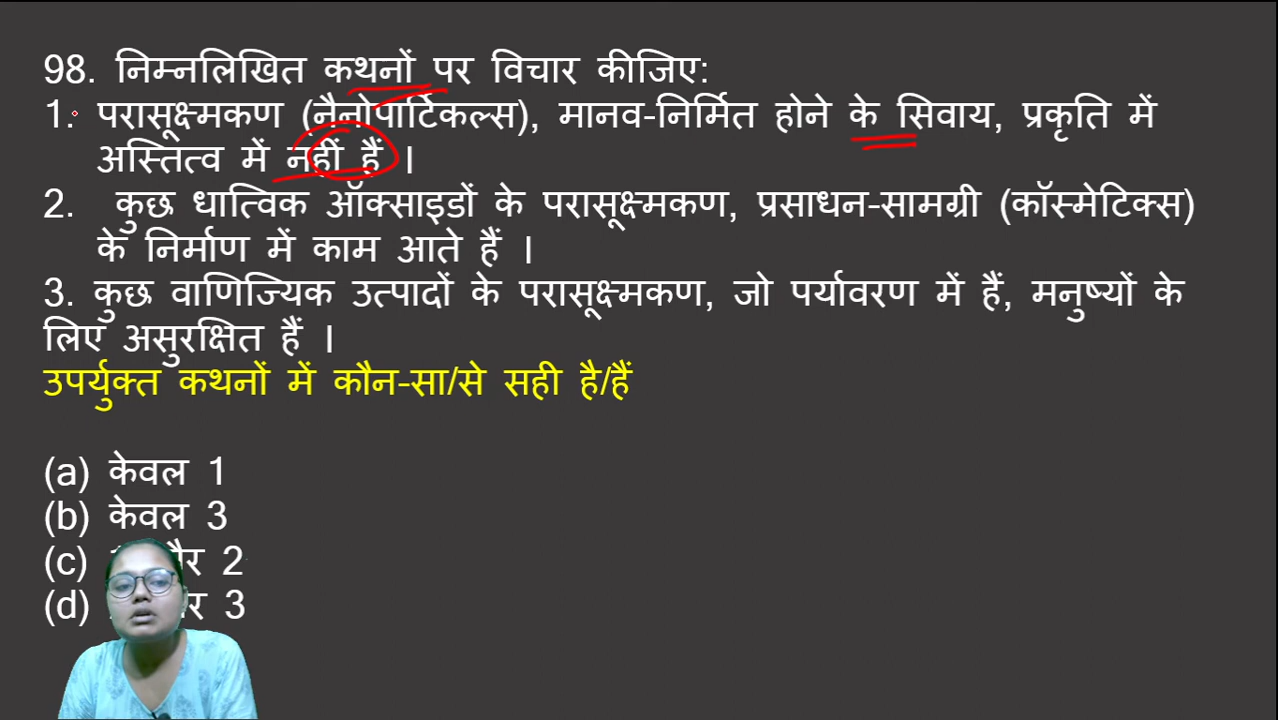 98. निम्नलिखित कथनों पर विचार कीजिए:
1. परासूक्ष्मकण (नैनोपार्टिकल्स), मानव-निर्मित होने के सिवाय, प्रकृति में
अस्तित्व में नहीं हैं ।
2. कुछ धात्विक ऑक्साइडों के परासूक्ष्मकण, प्रसाधन-सामग्री (कॉस्मेटिक्स)
के निर्माण में काम आते हैं ।
3. कुछ वाणिज्यिक उत्पादों के परासूक्ष्मकण, जो पर्यावरण में हैं, मनुष्यों के
लिए असुरक्षित हैं ।
उपर्युक्त कथनों में कौन-सा/से सही है/हैं
(a) केवल 1
(b) केवल 3
(c) 2
(d) 3